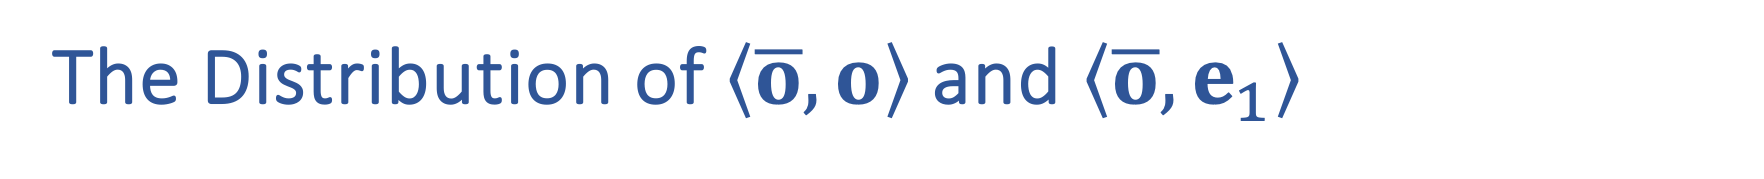 The Distribution of ⟨o̅, o⟩ and ⟨o̅, e₁⟩